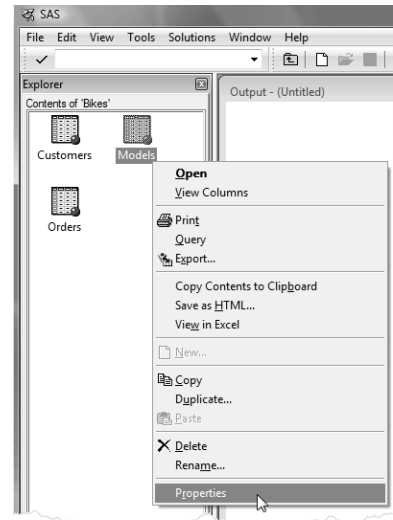 SAS
File Edit View Tools Solutions Window Help
Explorer
Contents of 'Bikes'
Customers
Models
Orders
Output - (Untitled)
Open
View Columns
Print
Query
Export...
Copy Contents to Clipboard
Save as HTML...
View in Excel
New...
Copy
Duplicate...
Paste
Delete
Rename...
Properties